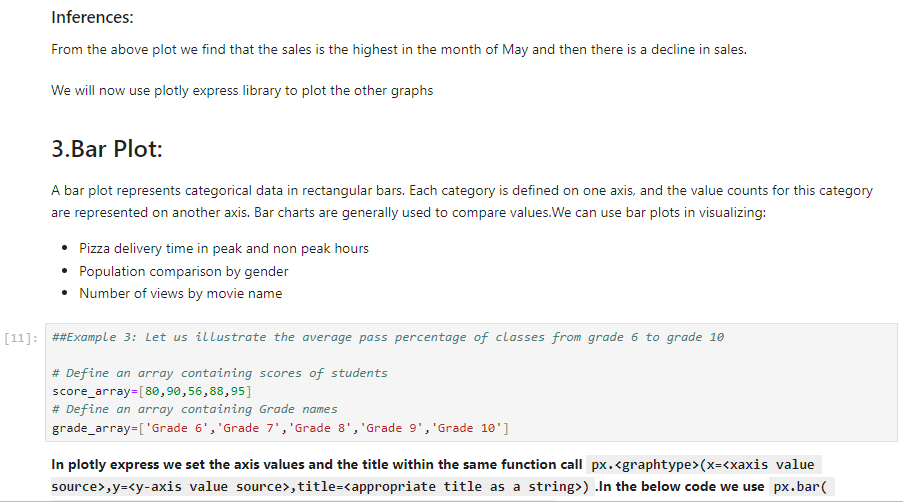 Inferences:
From the above plot we find that the sales is the highest in the month of May and then there is a decline in sales.
We will now use plotly express library to plot the other graphs
3.Bar Plot:
A bar plot represents categorical data in rectangular bars. Each category is defined on one axis, and the value counts for this category
are represented on another axis. Bar charts are generally used to compare values.We can use bar plots in visualizing:
• Pizza delivery time in peak and non peak hours
• Population comparison by gender
• Number of views by movie name
[11]: ##Example 3: Let us illustrate the average pass percentage of classes from grade 6 to grade 10
# Define an array containing scores of students
score_array=[80,90,56,88,95]
# Define an array containing Grade names
grade_array=['Grade 6','Grade 7','Grade 8','Grade 9','Grade 10']
In plotly express we set the axis values and the title within the same function call px.<graphtype>(x=<xaxis value
source>,y=<y-axis value source>,title=<appropriate title as a string>) .In the below code we use px.bar(